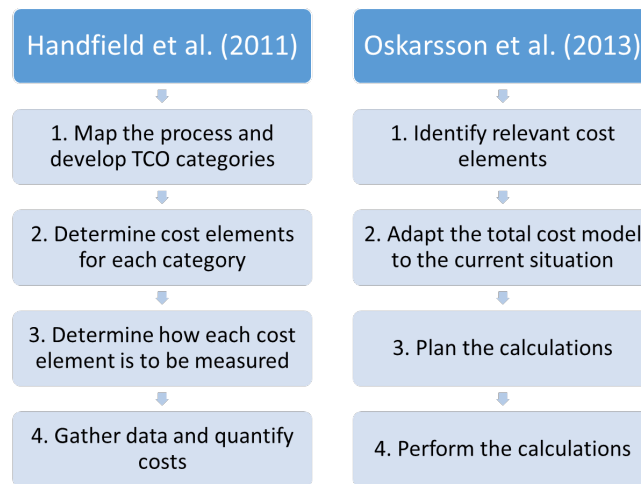 Handfield et al. (2011)
1. Map the process and
develop TCO categories
2. Determine cost elements
for each category
3. Determine how each cost
element is to be measured
4. Gather data and quantify
costs
Oskarsson et al. (2013)
1. Identify relevant cost
elements
2. Adapt the total cost model
to the current situation
3. Plan the calculations
4. Perform the calculations